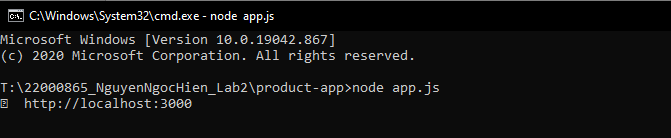 C:\Windows\System32\cmd.exe - node app.js
Microsoft Windows [Version 10.0.19042.867]
(c) 2020 Microsoft Corporation. All rights reserved.
T:\22000865_NguyenNgocHien_Lab2\product-app>node app.js
http://localhost:3000